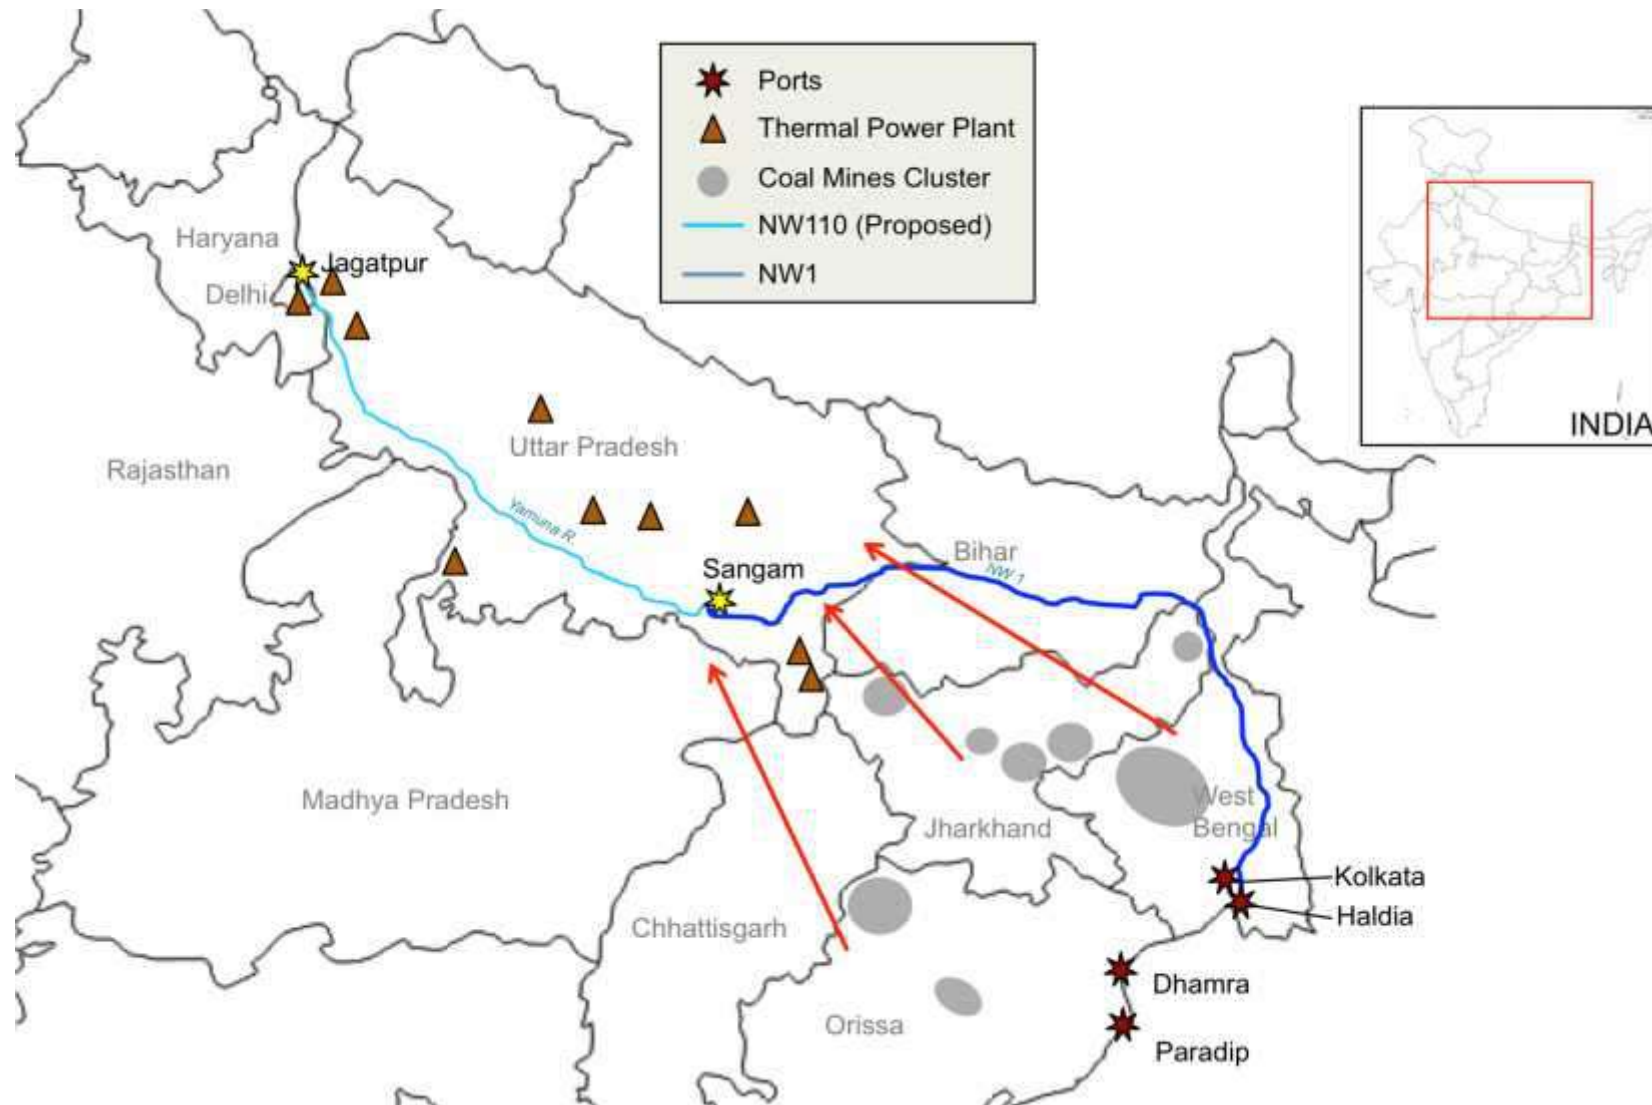 Ports
Thermal Power Plant
Coal Mines Cluster
NW110 (Proposed)
NW1
INDIA
Haryana
Jagatpur
Delhi
Rajasthan
Uttar Pradesh
Yamuna R.
Sangam
Bihar
NW 1
Madhya Pradesh
Jharkhand
West
Bengal
Kolkata
Haldia
Chhattisgarh
Dhamra
Orissa
Paradip